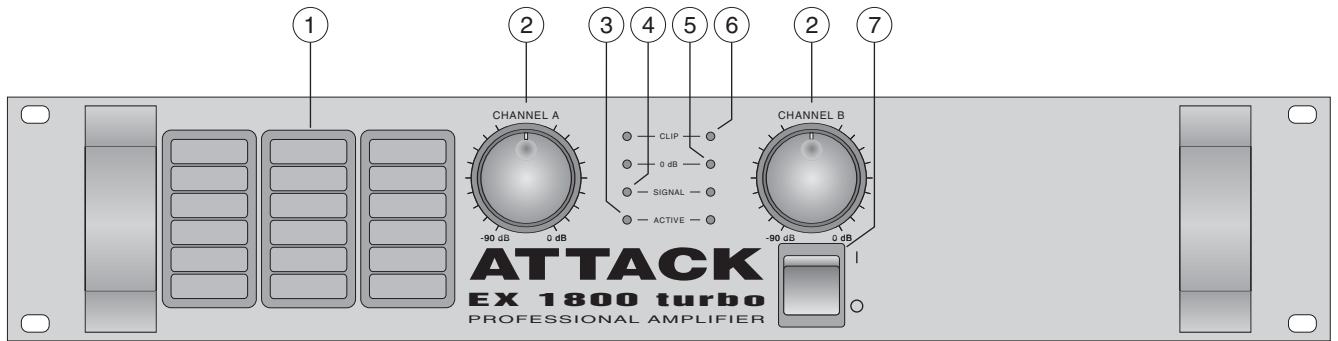 1 2 3 4 5 6 2 7
CHANNEL A
CHANNEL B
CLIP
0 dB
SIGNAL
ACTIVE
-90 dB 0 dB
-90 dB 0 dB
ATTACK
EX 1800 turbo
PROFESSIONAL AMPLIFIER
I
O